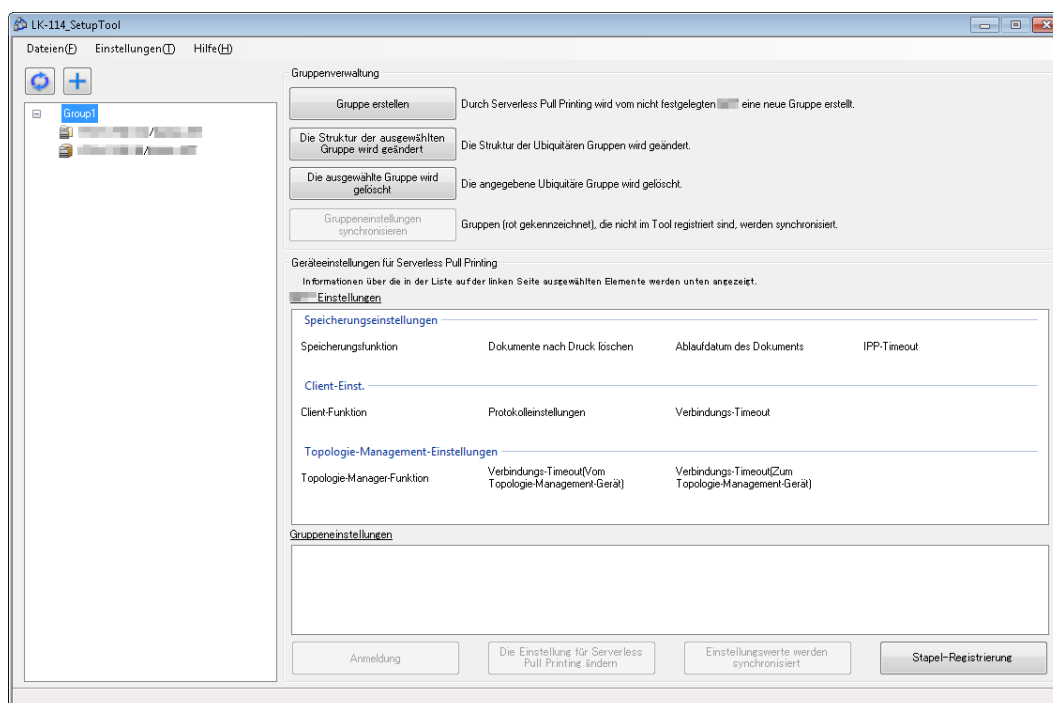 LK-114_SetupTool
Dateien(F) Einstellungen(T) Hilfe(H)
Gruppenverwaltung
Group1
Gruppe erstellen
Durch Serverless Pull Printing wird vom nicht festgelegten eine neue Gruppe erstellt.
Die Struktur der ausgewählten
Gruppe wird geändert
Die Struktur der Ubiquitären Gruppen wird geändert.
Die ausgewählte Gruppe wird
gelöscht
Die angegebene Ubiquitäre Gruppe wird gelöscht.
Gruppeneinstellungen
synchronisieren
Gruppen (rot gekennzeichnet), die nicht im Tool registriert sind, werden synchronisiert.
Geräteeinstellungen für Serverless Pull Printing
Informationen über die in der Liste auf der linken Seite ausgewählten Elemente werden unten angezeigt.
Einstellungen
Speicherungseinstellungen
Speicherungsfunktion Dokumente nach Druck löschen Ablaufdatum des Dokuments IPP-Timeout
Client-Einst.
Client-Funktion Protokolleinstellungen Verbindungs-Timeout
Topologie-Management-Einstellungen
Topologie-Manager-Funktion
Verbindungs-Timeout(Vom
Topologie-Management-Gerät)
Verbindungs-Timeout(Zum
Topologie-Management-Gerät)
Gruppeneinstellungen
Anmeldung
Die Einstellung für Serverless
Pull Printing ändern
Einstellungswerte werden
synchronisiert
Stapel-Registrierung